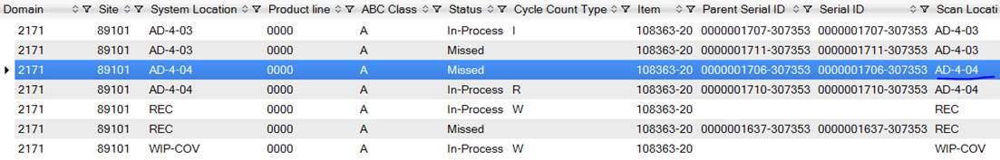 Domain Site System Location Product line ABC Class Status Cycle Count Type Item Parent Serial ID Serial ID Scan Locati
2171 89101 AD-4-03 0000 A In-Process I 108363-20 0000001707-307353 0000001707-307353 AD-4-03
2171 89101 AD-4-03 0000 A Missed 108363-20 0000001711-307353 0000001711-307353 AD-4-03
2171 89101 AD-4-04 0000 A Missed 108363-20 0000001706-307353 0000001706-307353 AD-4-04
2171 89101 AD-4-04 0000 A In-Process R 108363-20 0000001710-307353 0000001710-307353 AD-4-04
2171 89101 REC 0000 A In-Process W 108363-20 REC
2171 89101 REC 0000 A Missed 108363-20 0000001637-307353 0000001637-307353 REC
2171 89101 WIP-COV 0000 A In-Process W 108363-20 WIP-COV